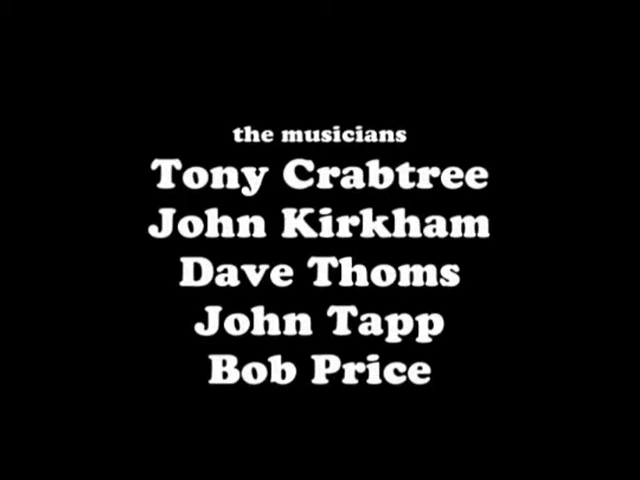 the musicians
Tony Crabtree
John Kirkham
Dave Thoms
John Tapp
Bob Price